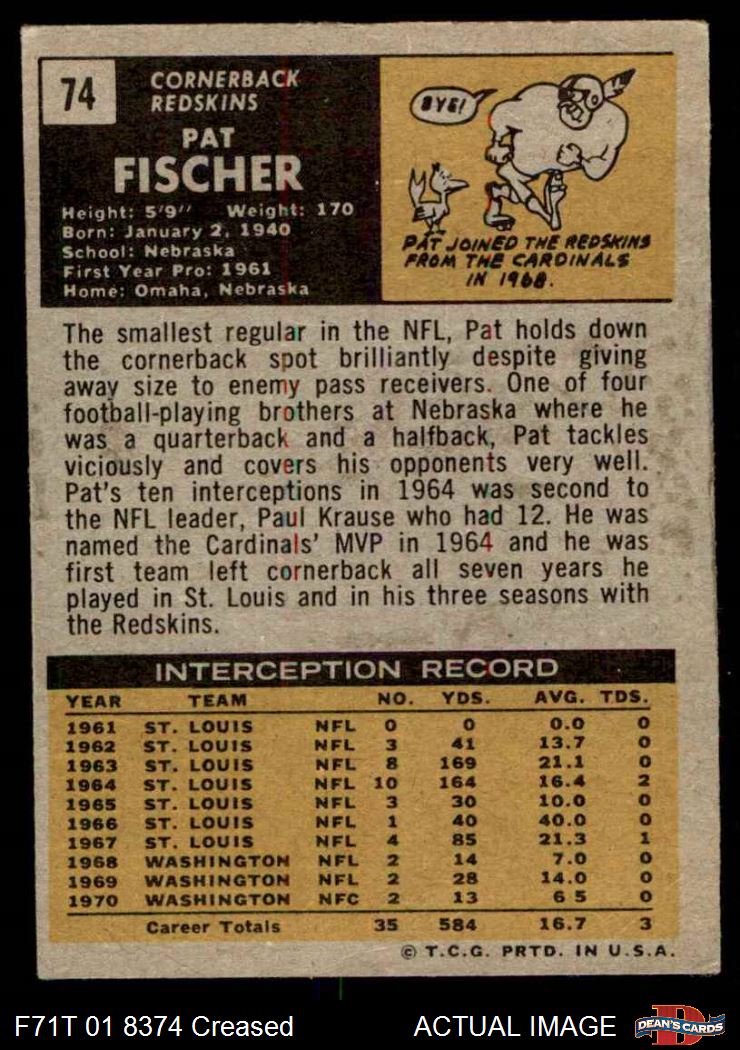 74
CORNERBACK
REDSKINS
PAT
FISCHER
Height: 5'9" Weight: 170
Born: January 2, 1940
School: Nebraska
First Year Pro: 1961
Home: Omaha, Nebraska
BYE!
PAT JOINED THE REDSKINS
FROM THE CARDINALS
IN 1968.
The smallest regular in the NFL, Pat holds down
the cornerback spot brilliantly despite giving
away size to enemy pass receivers. One of four
football-playing brothers at Nebraska where he
was a quarterback and a halfback, Pat tackles
viciously and covers his opponents very well.
Pat's ten interceptions in 1964 was second to
the NFL leader, Paul Krause who had 12. He was
named the Cardinals' MVP in 1964 and he was
first team left cornerback all seven years he
played in St. Louis and in his three seasons with
the Redskins.
INTERCEPTION RECORD
YEAR TEAM NO. YDS. AVG. TDS.
1961 ST. LOUIS NFL 0 0 0.0 0
1962 ST. LOUIS NFL 3 41 13.7 0
1963 ST. LOUIS NFL 8 169 21.1 0
1964 ST. LOUIS NFL 10 164 16.4 2
1965 ST. LOUIS NFL 3 30 10.0 0
1966 ST. LOUIS NFL 1 40 40.0 0
1967 ST. LOUIS NFL 4 85 21.3 1
1968 WASHINGTON NFL 2 14 7.0 0
1969 WASHINGTON NFL 2 28 14.0 0
1970 WASHINGTON NFC 2 13 6 5 0
Career Totals 35 584 16.7 3
© T.C.G. PRTD. IN U.S.A.
F71T 01 8374 Creased ACTUAL IMAGE D DEAN'S CARDS